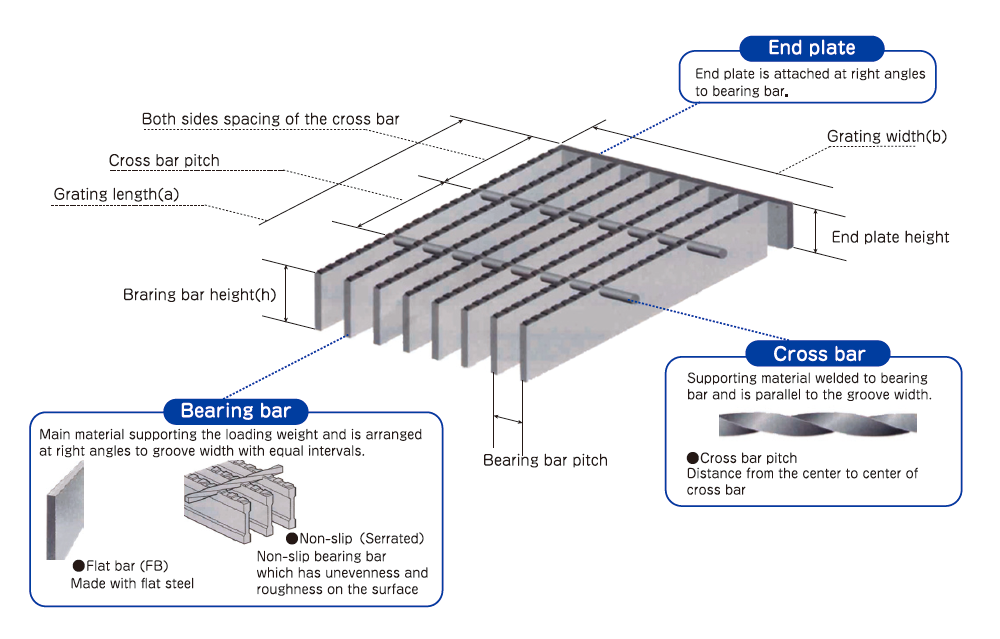 End plate
End plate is attached at right angles
to bearing bar.
Both sides spacing of the cross bar
Grating width(b)
Cross bar pitch
Grating length(a)
End plate height
Braring bar height(h)
Cross bar
Supporting material welded to bearing
bar and is parallel to the groove width.
●Cross bar pitch
Distance from the center to center of
cross bar
Bearing bar
Main material supporting the loading weight and is arranged
at right angles to groove width with equal intervals.
Bearing bar pitch
●Flat bar (FB)
Made with flat steel
●Non-slip (Serrated)
Non-slip bearing bar
which has unevenness and
roughness on the surface